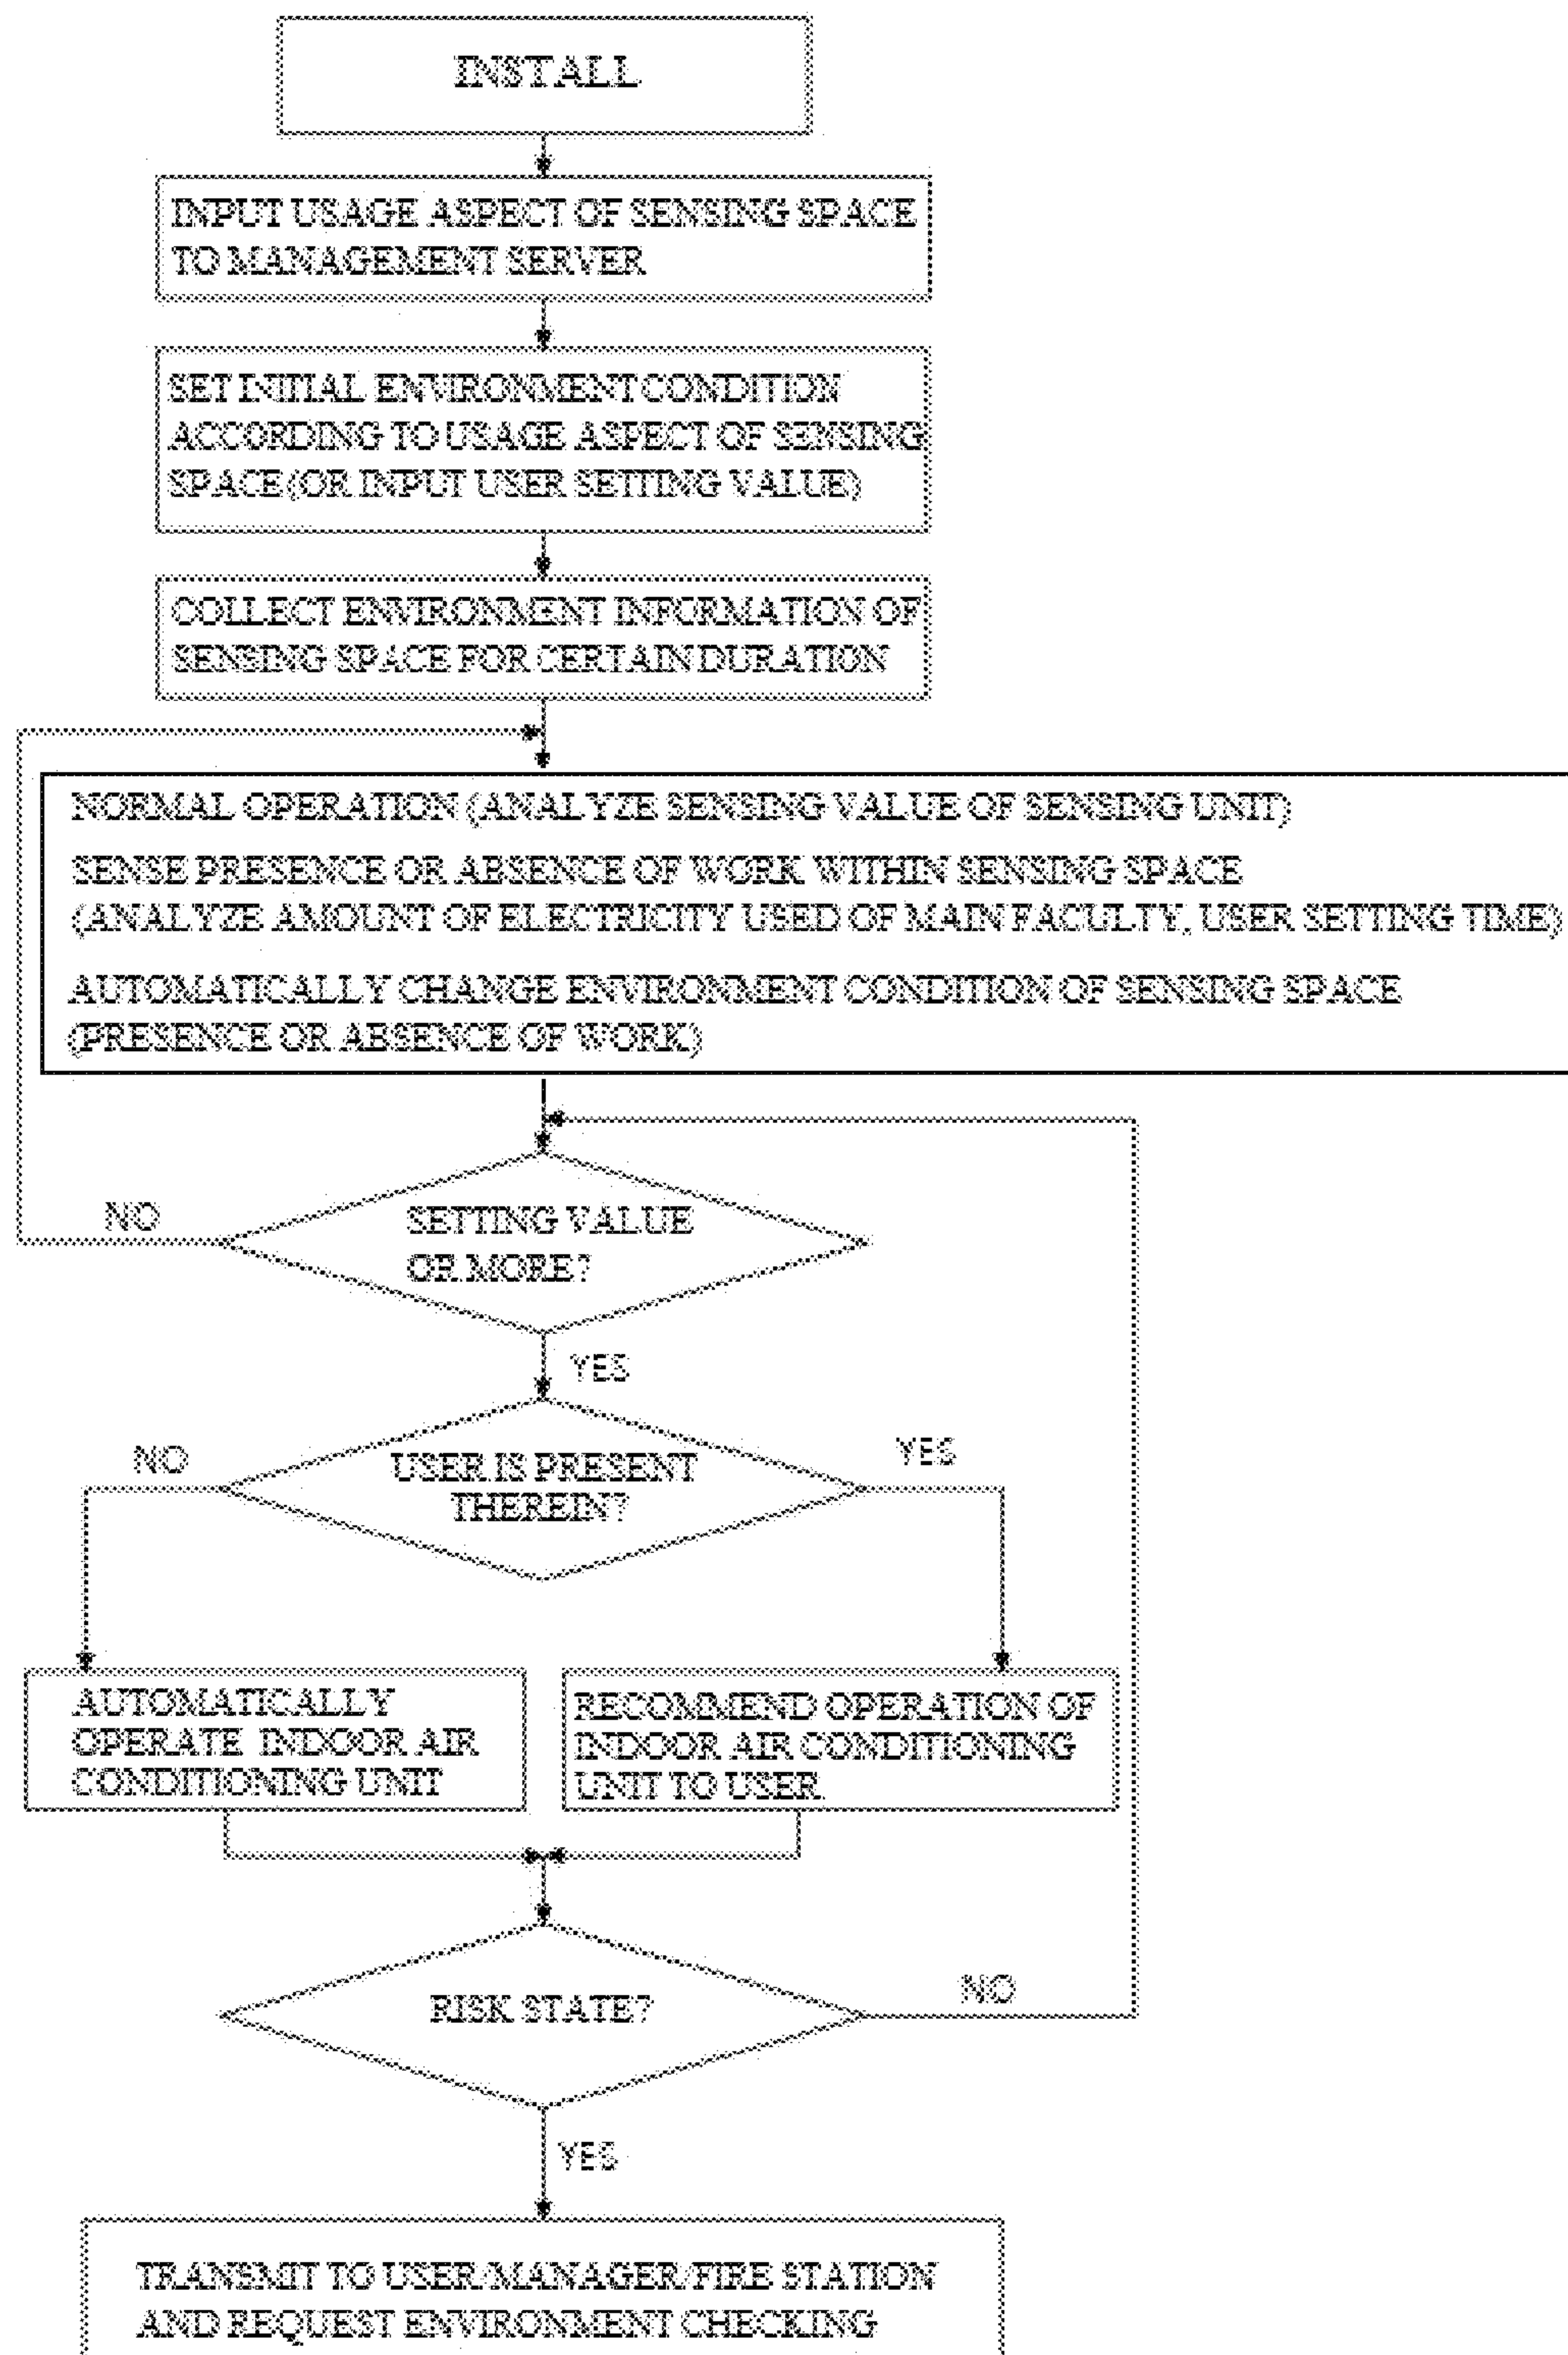 INSTALL
INPUT USAGE ASPECT OF SENSING SPACE
TO MANAGEMENT SERVER
SET INITIAL ENVIRONMENT CONDITION
ACCORDING TO USAGE ASPECT OF SENSING
SPACE (OR INPUT USER SETTING VALUE)
COLLECT ENVIRONMENT INFORMATION OF
SENSING SPACE FOR CERTAIN DURATION
NORMAL OPERATION (ANALYZE SENSING VALUE OF SENSING UNIT)
SENSE PRESENCE OR ABSENCE OF WORK WITHIN SENSING SPACE
(ANALYZE AMOUNT OF ELECTRICITY USED OF MAIN FACULTY, USER SETTING TIME)
AUTOMATICALLY CHANGE ENVIRONMENT CONDITION OF SENSING SPACE
(PRESENCE OR ABSENCE OF WORK)
NO
SETTING VALUE
OR MORE?
YES
NO
USER IS PRESENT
THEREIN?
YES
AUTOMATICALLY
OPERATE INDOOR AIR
CONDITIONING UNIT
RECOMMEND OPERATION OF
INDOOR AIR CONDITIONING
UNIT TO USER
RISK STATE?
NO
YES
TRANSMIT TO USER/MANAGER/FIRE STATION
AND REQUEST ENVIRONMENT CHECKING